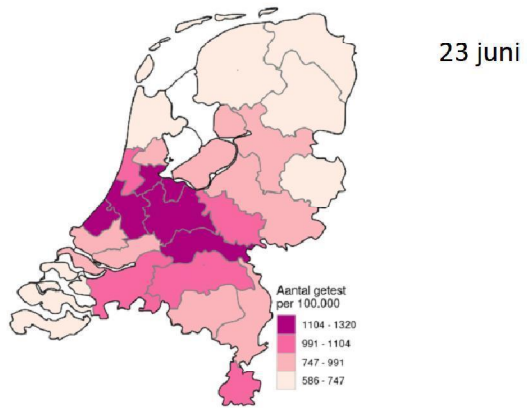 23 juni
Aantal getest
per 100.000
1104 - 1320
991 - 1104
747 - 991
586 - 747